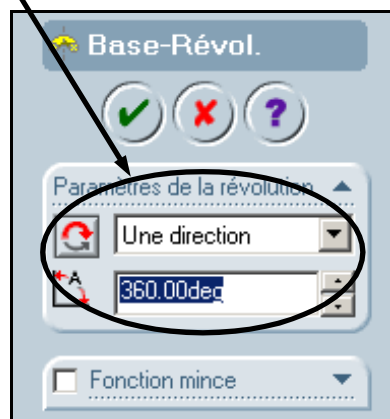 Base-Révol.
?
Paramètres de la révolution
Une direction
A
360.00deg
Fonction mince